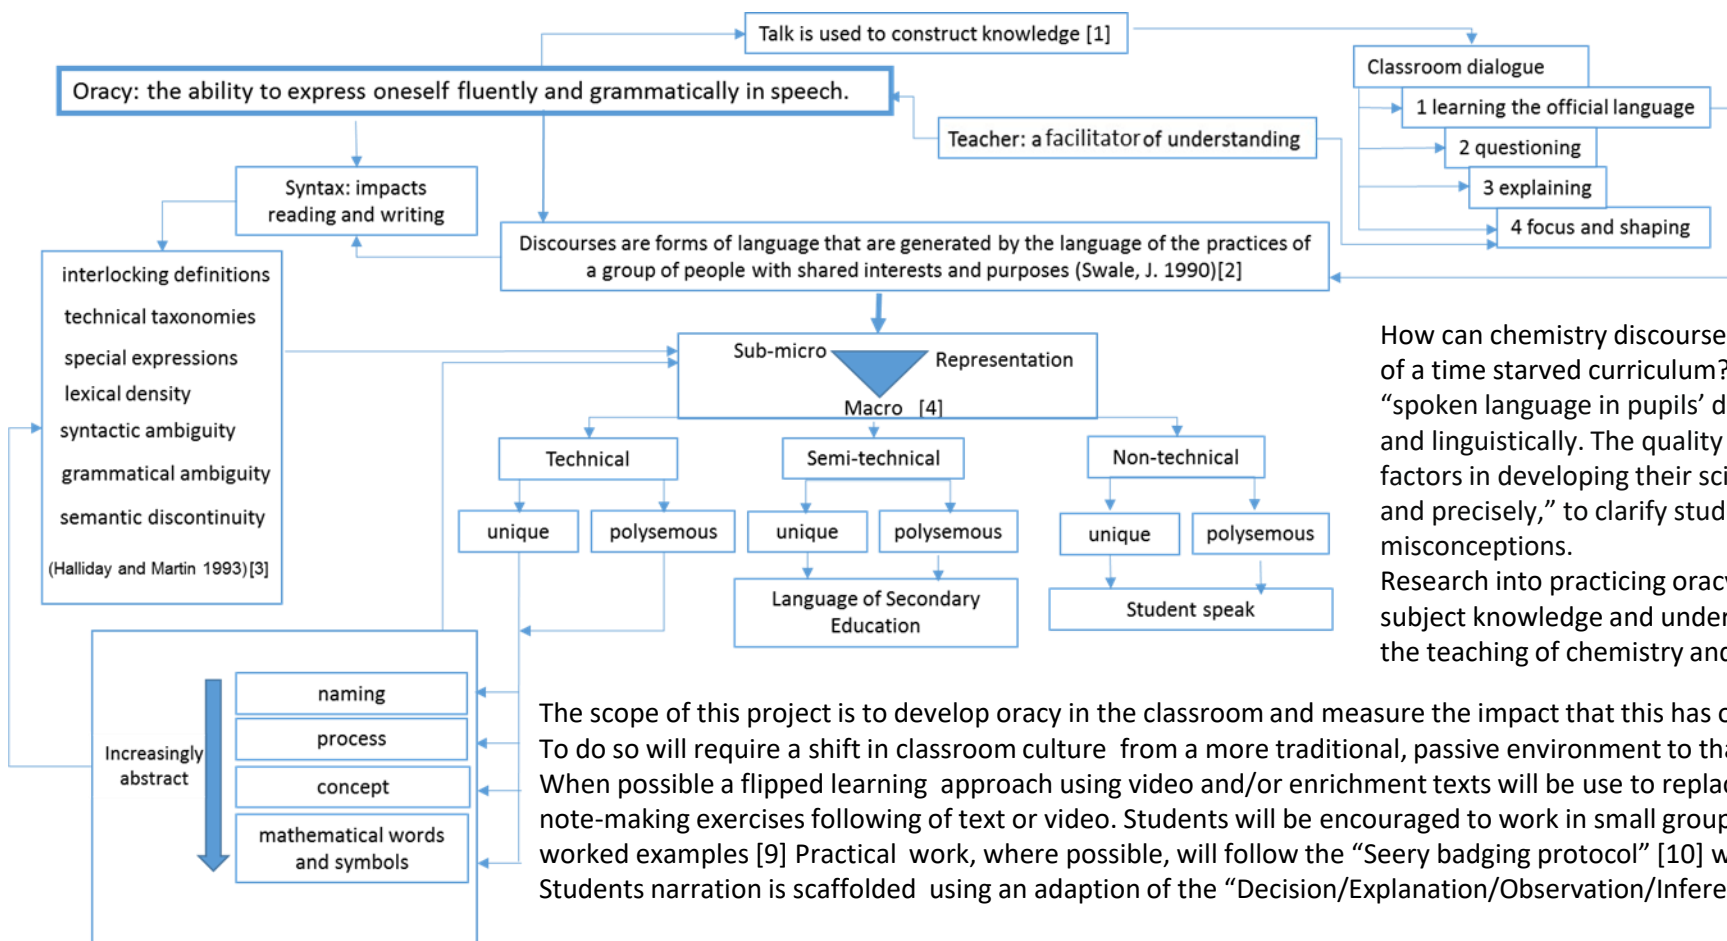 Talk is used to construct knowledge [1]
Oracy: the ability to express oneself fluently and grammatically in speech.
Classroom dialogue
1 learning the official language
2 questioning
3 explaining
4 focus and shaping
Teacher: a facilitator of understanding
Syntax: impacts
reading and writing
Discourses are forms of language that are generated by the language of the practices of
a group of people with shared interests and purposes (Swale, J. 1990)[2]
interlocking definitions
technical taxonomies
special expressions
lexical density
syntactic ambiguity
grammatical ambiguity
semantic discontinuity
(Halliday and Martin 1993)[3]
Sub-micro
Representation
Macro [4]
Technical
Semi-technical
Non-technical
unique
polysemous
unique
polysemous
unique
polysemous
Language of Secondary
Education
Student speak
Increasingly
abstract
naming
process
concept
mathematical words
and symbols
How can chemistry discourse
of a time starved curriculum?
“spoken language in pupils’ d
and linguistically. The quality
factors in developing their sci
and precisely,” to clarify stud
misconceptions.
Research into practicing oracy
subject knowledge and under
the teaching of chemistry and
The scope of this project is to develop oracy in the classroom and measure the impact that this has o
To do so will require a shift in classroom culture from a more traditional, passive environment to tha
When possible a flipped learning approach using video and/or enrichment texts will be use to replac
note-making exercises following of text or video. Students will be encouraged to work in small group
worked examples [9] Practical work, where possible, will follow the “Seery badging protocol” [10] w
Students narration is scaffolded using an adaption of the “Decision/Explanation/Observation/Infere